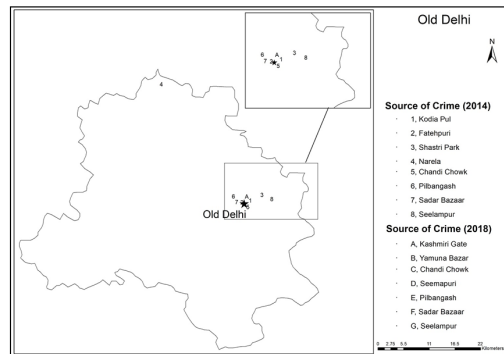 Old Delhi
N
6
A
3
7
2
1
8
5
4
6
A
3
7
1
8
5
Old Delhi
Source of Crime (2014)
1, Kodia Pul
2, Fatehpuri
3, Shastri Park
4, Narela
5, Chandi Chowk
6, Pilbangash
7, Sadar Bazaar
8, Seelampur
Source of Crime (2018)
A, Kashmiri Gate
B, Yamuna Bazar
C, Chandi Chowk
D, Seemapuri
E, Pilbangash
F, Sadar Bazaar
G, Seelampur
0 2.75 5.5 11 16.5 22
Kilometers